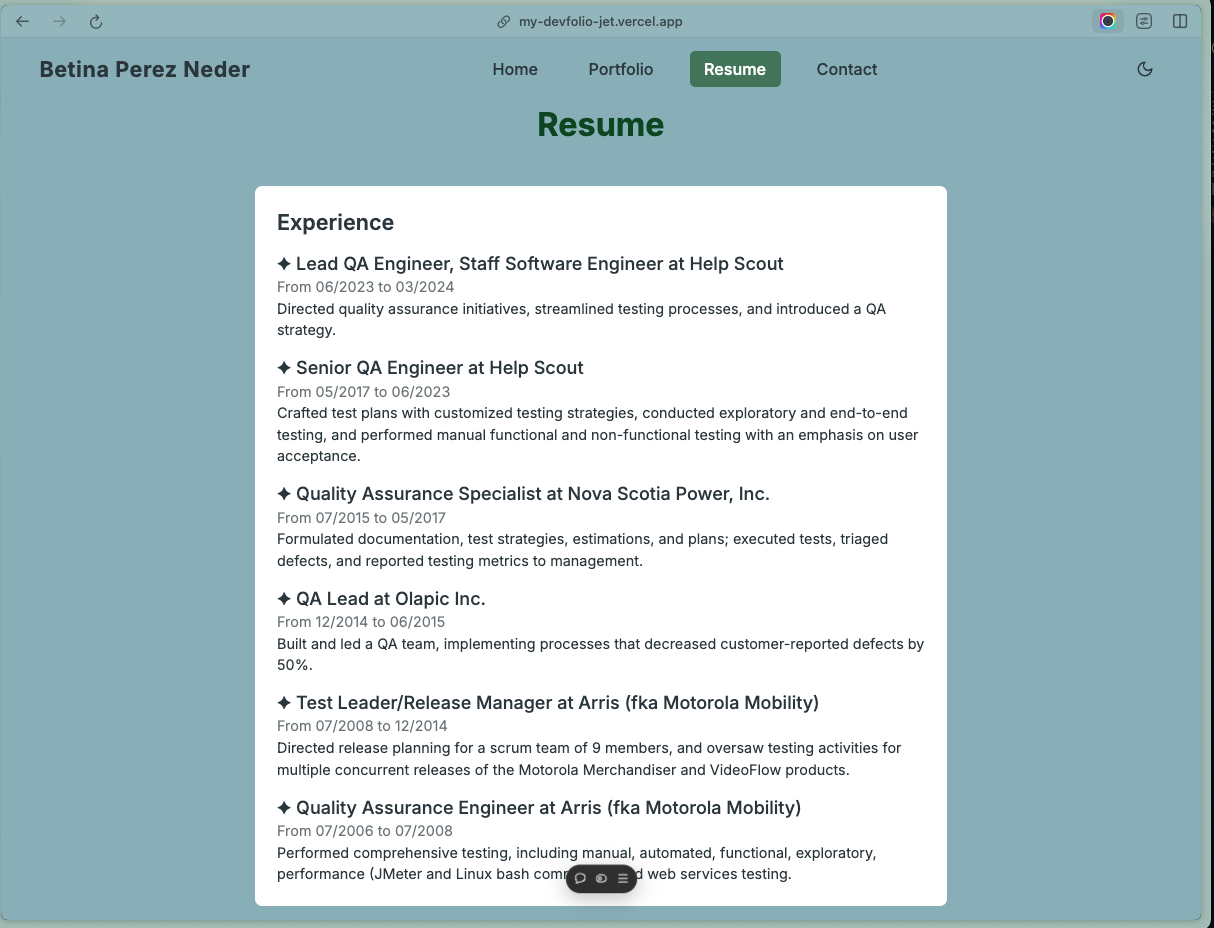 my-devfolio-jet.vercel.app
Betina Perez Neder
Home
Portfolio
Resume
Contact
Resume
Experience
✦ Lead QA Engineer, Staff Software Engineer at Help Scout
From 06/2023 to 03/2024
Directed quality assurance initiatives, streamlined testing processes, and introduced a QA
strategy.
✦ Senior QA Engineer at Help Scout
From 05/2017 to 06/2023
Crafted test plans with customized testing strategies, conducted exploratory and end-to-end
testing, and performed manual functional and non-functional testing with an emphasis on user
acceptance.
✦ Quality Assurance Specialist at Nova Scotia Power, Inc.
From 07/2015 to 05/2017
Formulated documentation, test strategies, estimations, and plans; executed tests, triaged
defects, and reported testing metrics to management.
✦ QA Lead at Olapic Inc.
From 12/2014 to 06/2015
Built and led a QA team, implementing processes that decreased customer-reported defects by
50%.
✦ Test Leader/Release Manager at Arris (fka Motorola Mobility)
From 07/2008 to 12/2014
Directed release planning for a scrum team of 9 members, and oversaw testing activities for
multiple concurrent releases of the Motorola Merchandiser and VideoFlow products.
✦ Quality Assurance Engineer at Arris (fka Motorola Mobility)
From 07/2006 to 07/2008
Performed comprehensive testing, including manual, automated, functional, exploratory,
performance (JMeter and Linux bash web services testing.